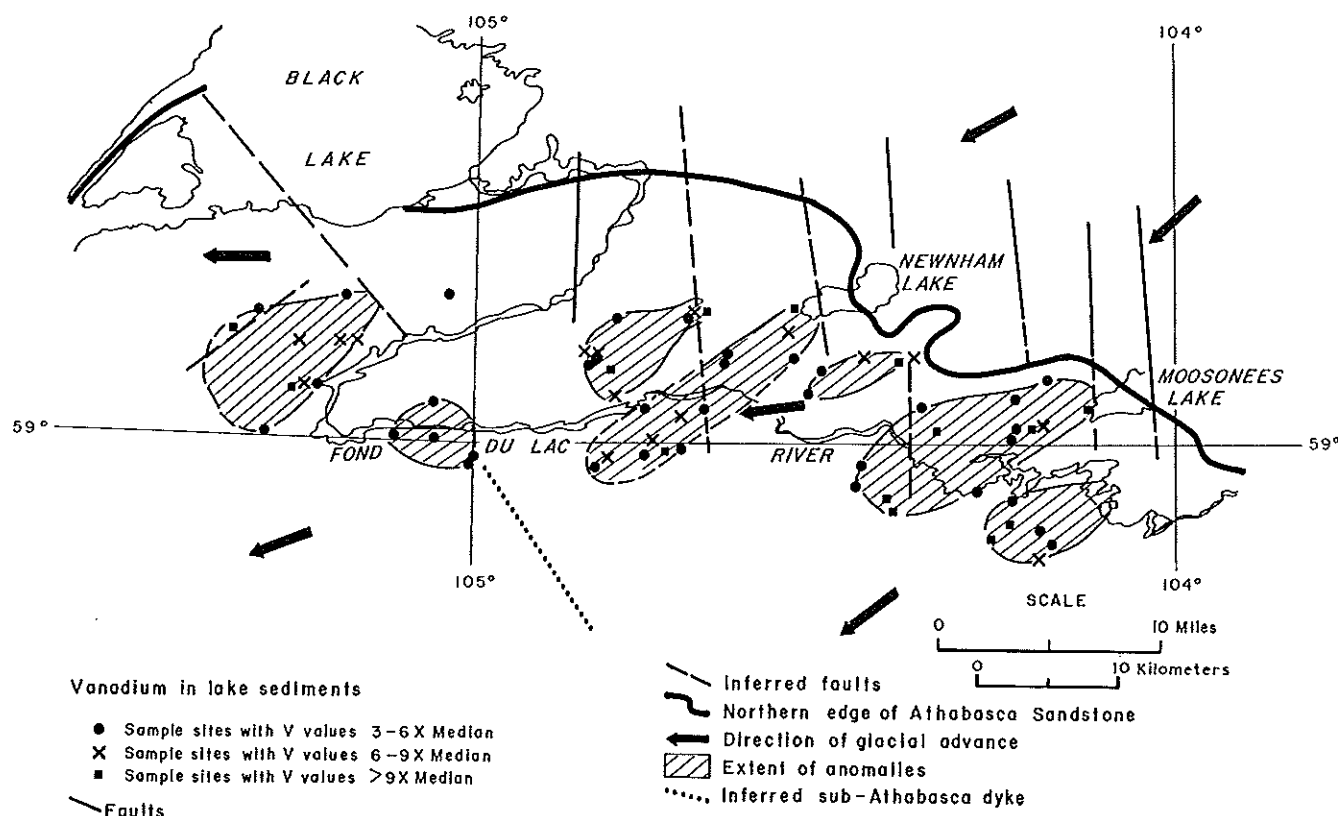 105°
104°
BLACK
LAKE
NEWNHAM
LAKE
MOOSONEES
LAKE
59°
FOND DU LAC RIVER
59°
105°
104°
SCALE
0 10 Miles
0 10 Kilometers
Vanadium in lake sediments
Sample sites with V values 3-6X Median
Sample sites with V values 6-9X Median
Sample sites with V values >9X Median
Faults
Inferred faults
Northern edge of Athabasca Sandstone
Direction of glacial advance
Extent of anomalies
Inferred sub-Athabasca dyke